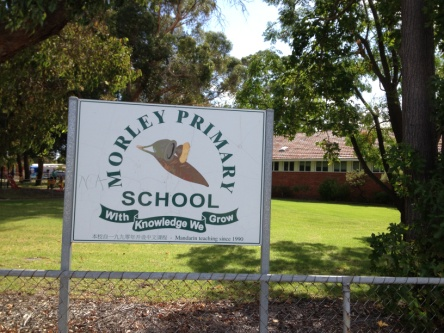 MORLEY PRIMARY
SCHOOL
With Knowledge We Grow
Mandarin teaching since 1990.